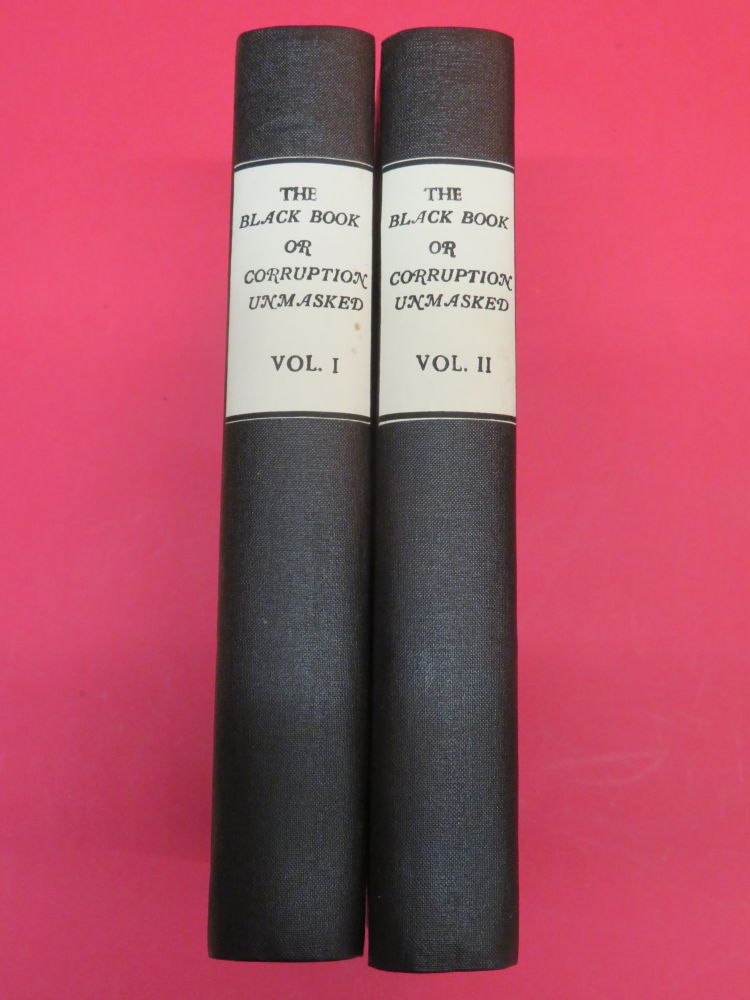 THE
BLACK BOOK
OR
CORRUPTION
UNMASKED
VOL. I
THE
BLACK BOOK
OR
CORRUPTION
UNMASKED
VOL. II